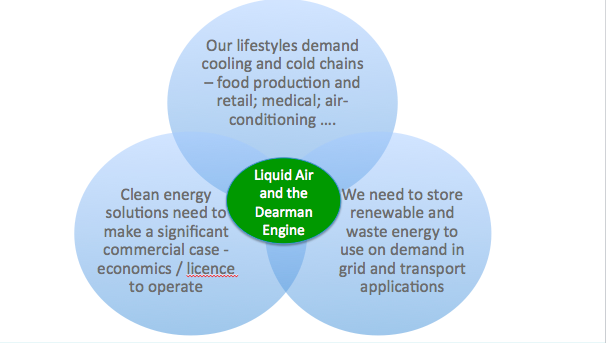 Our lifestyles demand
cooling and cold chains
– food production and
retail; medical; air-
conditioning ....
Liquid Air
and the
Dearman
Engine
Clean energy
solutions need to
make a significant
commercial case -
economics / licence
to operate
We need to store
renewable and
waste energy to
use on demand in
grid and transport
applications